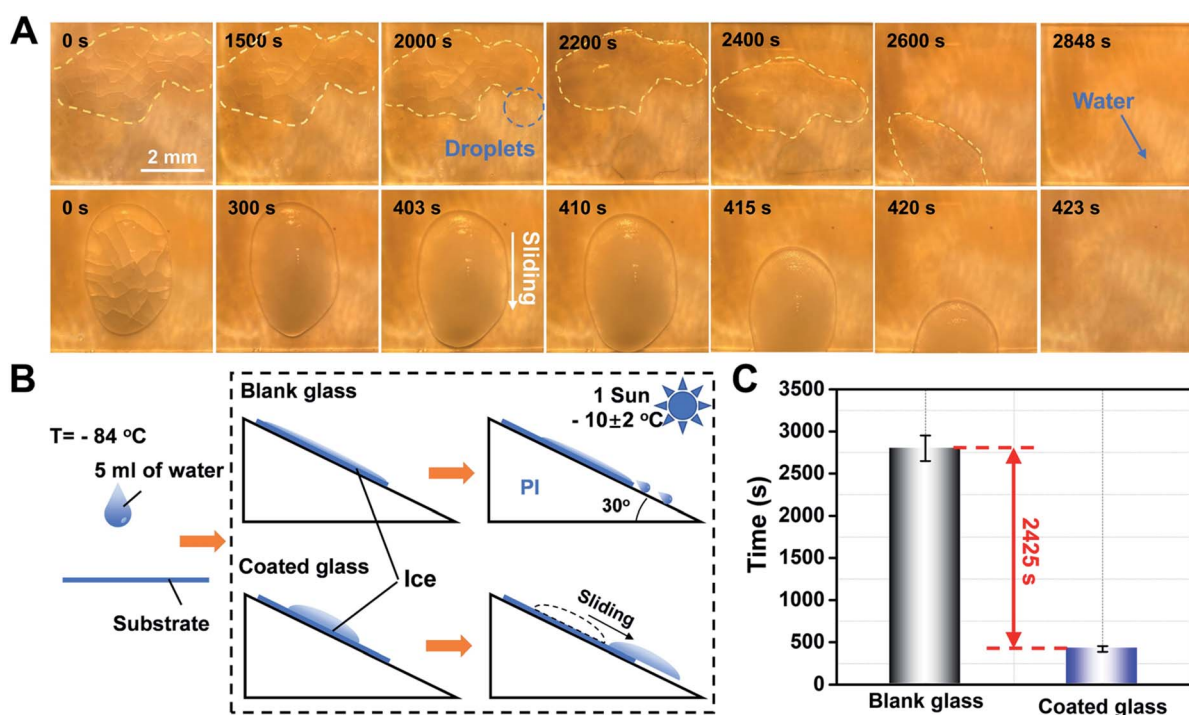 A
0 s
1500 s
2000 s
2200 s
2400 s
2600 s
2848 s
2 mm
Droplets
Water
0 s
300 s
403 s
410 s
415 s
420 s
423 s
Sliding
B
T= - 84 °C
5 ml of water
Substrate
Blank glass
1 Sun
- 10±2 °C
PI
30°
Coated glass
Ice
Sliding
C
Time (s)
3500
3000
2500
2000
1500
1000
500
0
2425 s
Blank glass
Coated glass